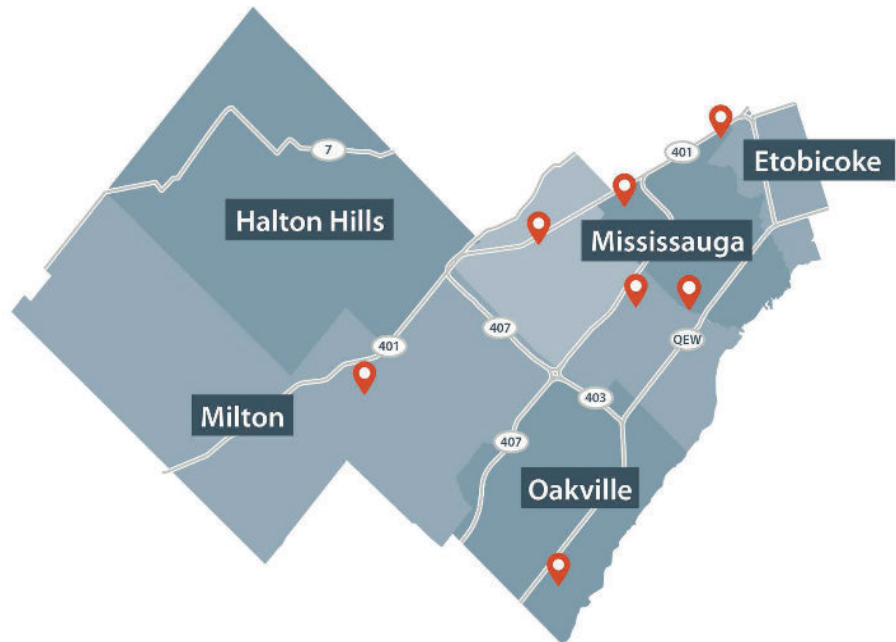 7
401
Etobicoke
Halton Hills
Mississauga
407
QEW
401
Milton
403
407
Oakville